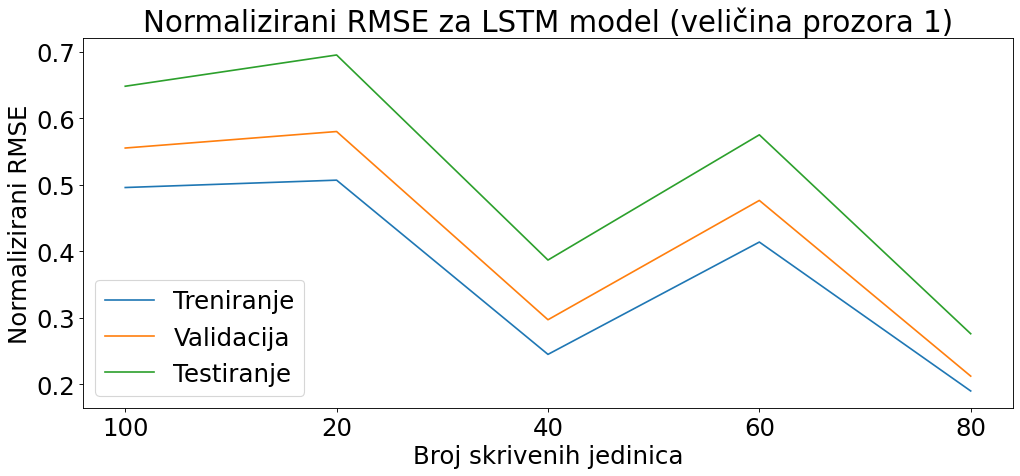 Normalizirani RMSE za LSTM model (veličina prozora 1)
Normalizirani RMSE
0.7
0.6
0.5
0.4
0.3
0.2
Treniranje
Validacija
Testiranje
100 20 40 60 80
Broj skrivenih jedinica